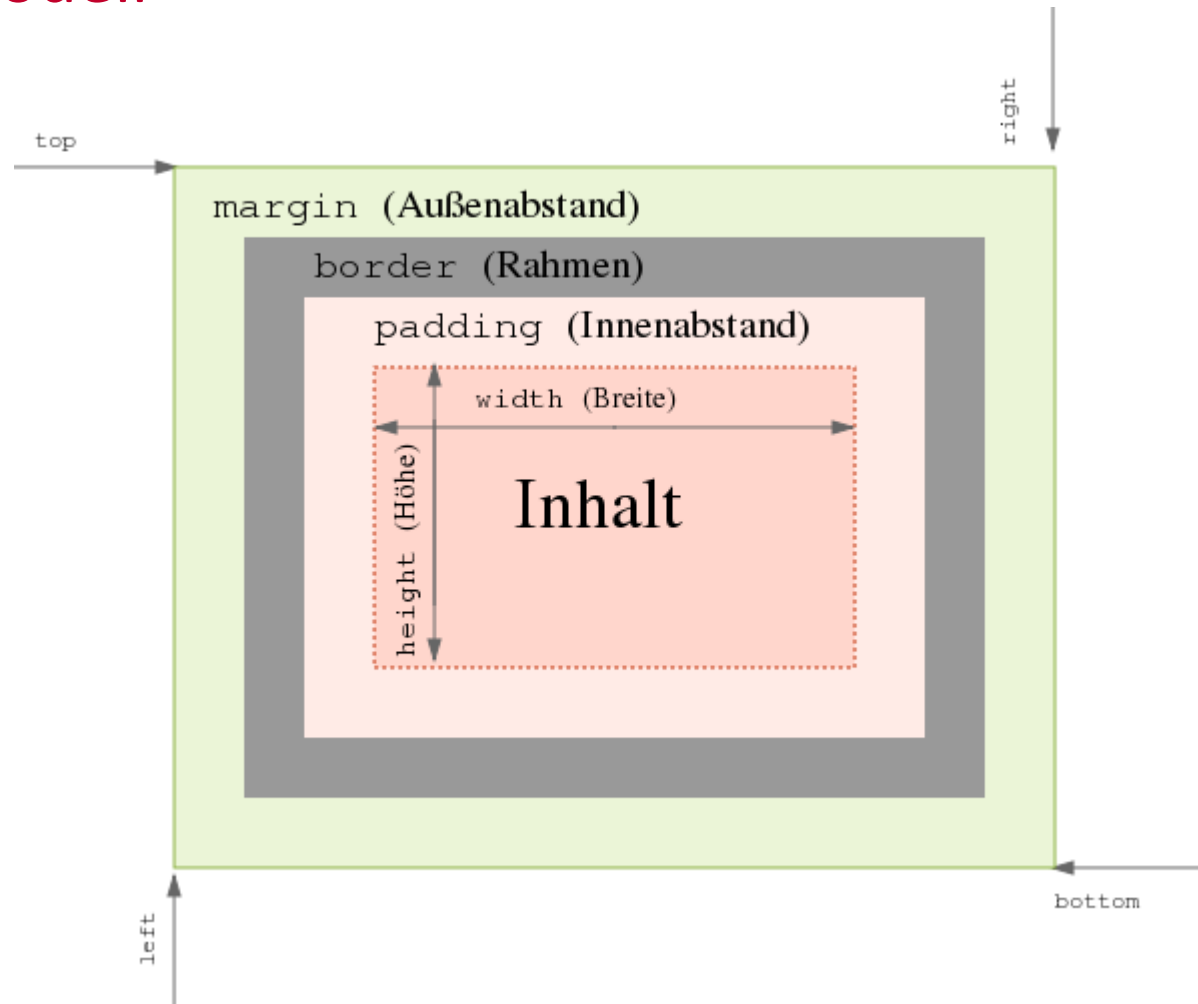 right
top
margin (Außenabstand)
border (Rahmen)
padding (Innenabstand)
width (Breite)
height (Höhe)
Inhalt
bottom
left